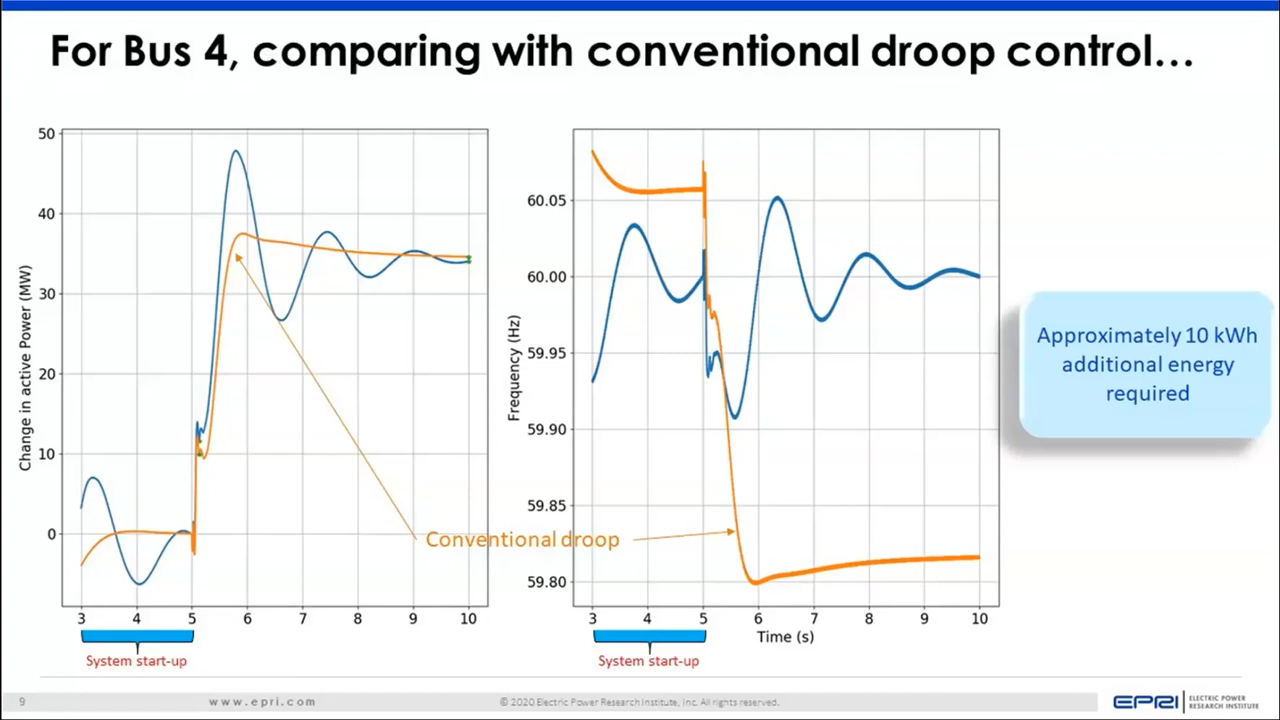 For Bus 4, comparing with conventional droop control...
50
40
30
20
10
0
Change in active Power (MW)
3 4 5 6 7 8 9 10
System start-up
Conventional droop
60.05
60.00
59.95
59.90
59.85
59.80
Frequency (Hz)
3 4 5 6 7 8 9 10
Time (s)
System start-up
Approximately 10 kWh
additional energy
required
9
www.epri.com
© 2020 Electric Power Research Institute, Inc. All rights reserved.
EPRI
ELECTRIC POWER
RESEARCH INSTITUTE